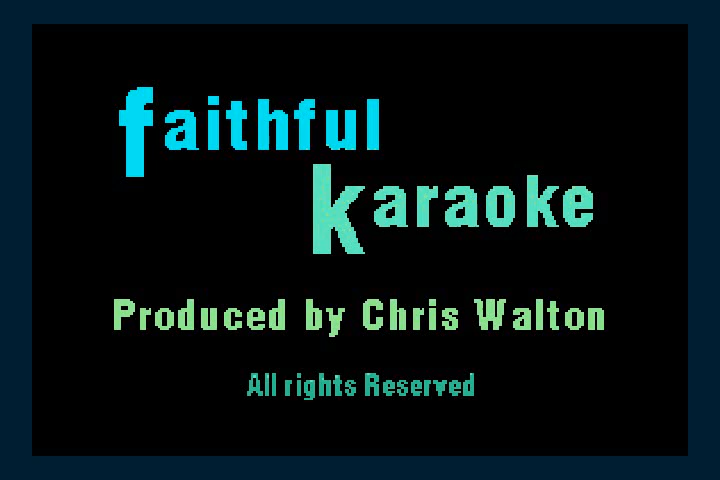 faithful
karaoke
Produced by Chris Walton
All rights Reserved